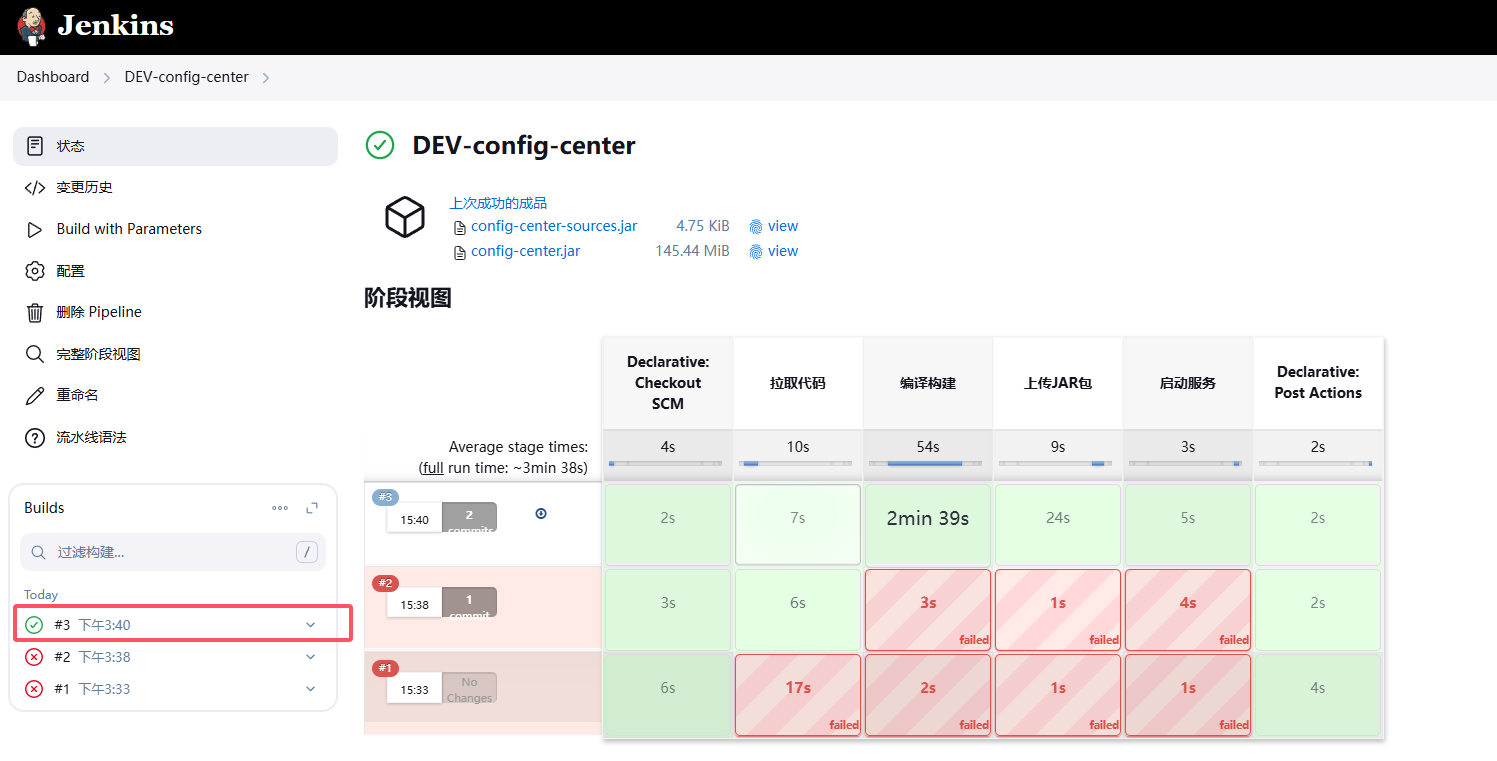 Jenkins
Dashboard
DEV-config-center
状态
变更历史
Build with Parameters
配置
删除 Pipeline
完整阶段视图
重命名
流水线语法
Builds
过滤构建...
/
Today
#3 下午3:40
#2 下午3:38
#1 下午3:33
DEV-config-center
上次成功的成品
config-center-sources.jar 4.75 KiB view
config-center.jar 145.44 MiB view
阶段视图
Declarative:
Checkout
SCM
拉取代码
编译构建
上传JAR包
启动服务
Declarative:
Post Actions
Average stage times:
(full run time: ~3min 38s)
4s 10s 54s 9s 3s 2s
#3
15:40
2
commits
2s 7s 2min 39s 24s 5s 2s
#2
15:38
1
commit
3s 6s 3s 1s 4s 2s
failed failed failed
#1
15:33
No
Changes
6s 17s 2s 1s 1s 4s
failed failed failed failed